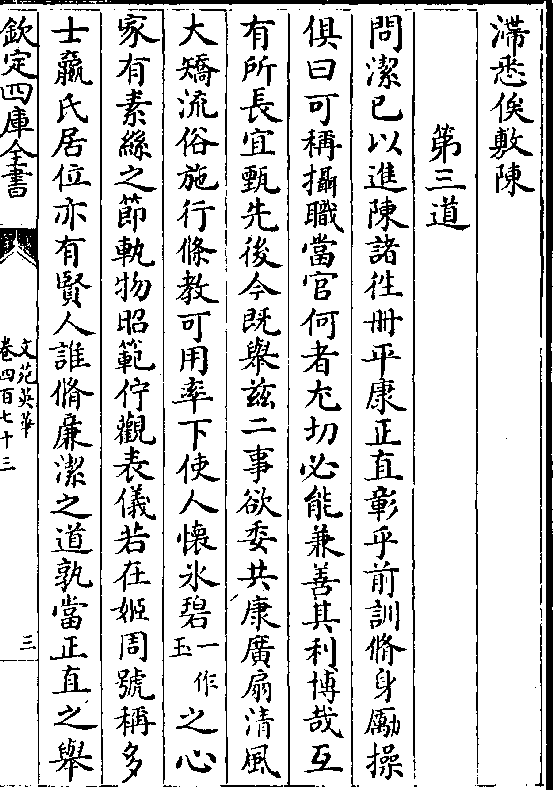 滯悉俟敷陳
第三道
問潔已以進陳諸徃冊平康正直彰乎前訓脩身勵操
俱曰可稱攝職當官何者尤切必能兼善其利博哉互
有所長宜甄先後今既舉兹二事欲委共康廣扇清風
大矯流俗施行條教可用率下使人懷氷碧一作玉之心
家有素絲之節軌物昭範佇觀表儀若在姬周號稱多
士嬴氏居位亦有賢人誰脩廉潔之道孰當正直之舉
欽定四庫全書
文苑英華
卷四百七十三
三